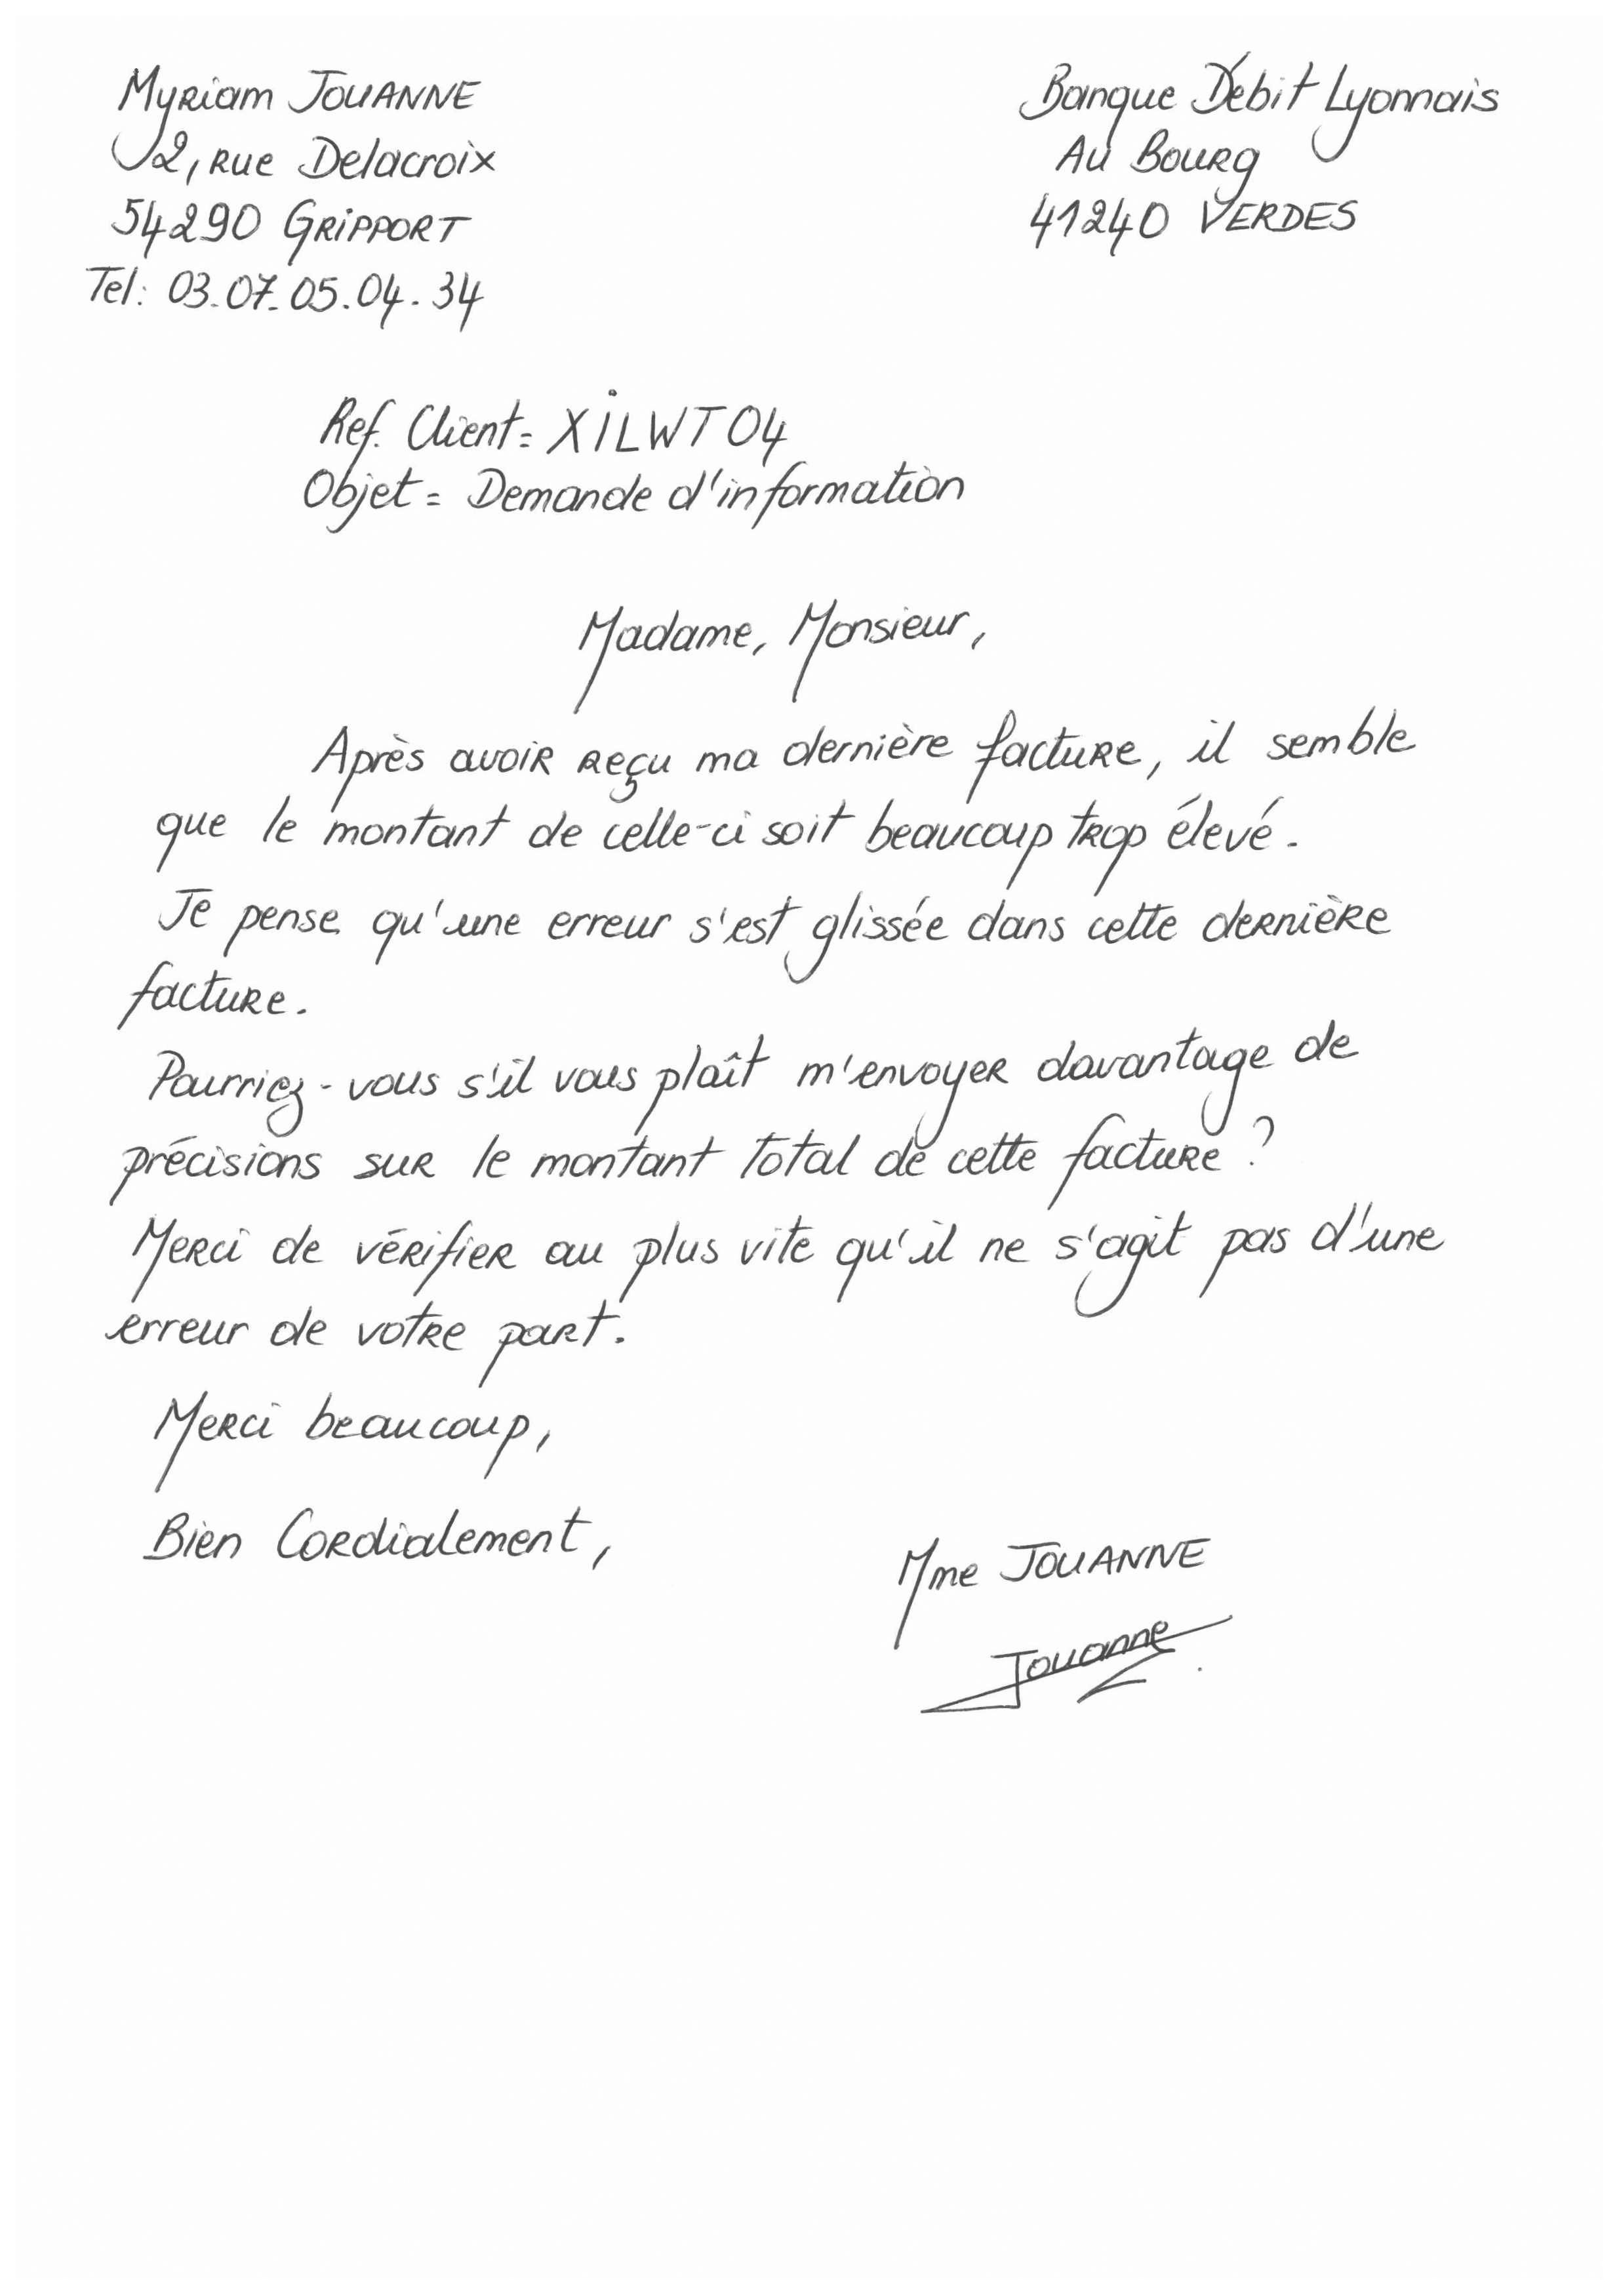 Myriam JOUANNE
2, rue Delacroix
54290 GRIPPORT
Tel: 03.07.05.04.34
Banque Débit Lyonnais
Au Bourg
41240 VERDES
Ref. Client = XILWT04
Objet = Demande d'information
Madame, Monsieur,
Après avoir reçu ma dernière facture, il semble
que le montant de celle-ci soit beaucoup trop élevé.
Je pense qu'une erreur s'est glissée dans cette dernière
facture.
Pourriez-vous s'il vous plaît m'envoyer davantage de
précisions sur le montant total de cette facture ?
Merci de vérifier au plus vite qu'il ne s'agit pas d'une
erreur de votre part.
Merci beaucoup,
Bien Cordialement,
Mme JOUANNE
Jouanne